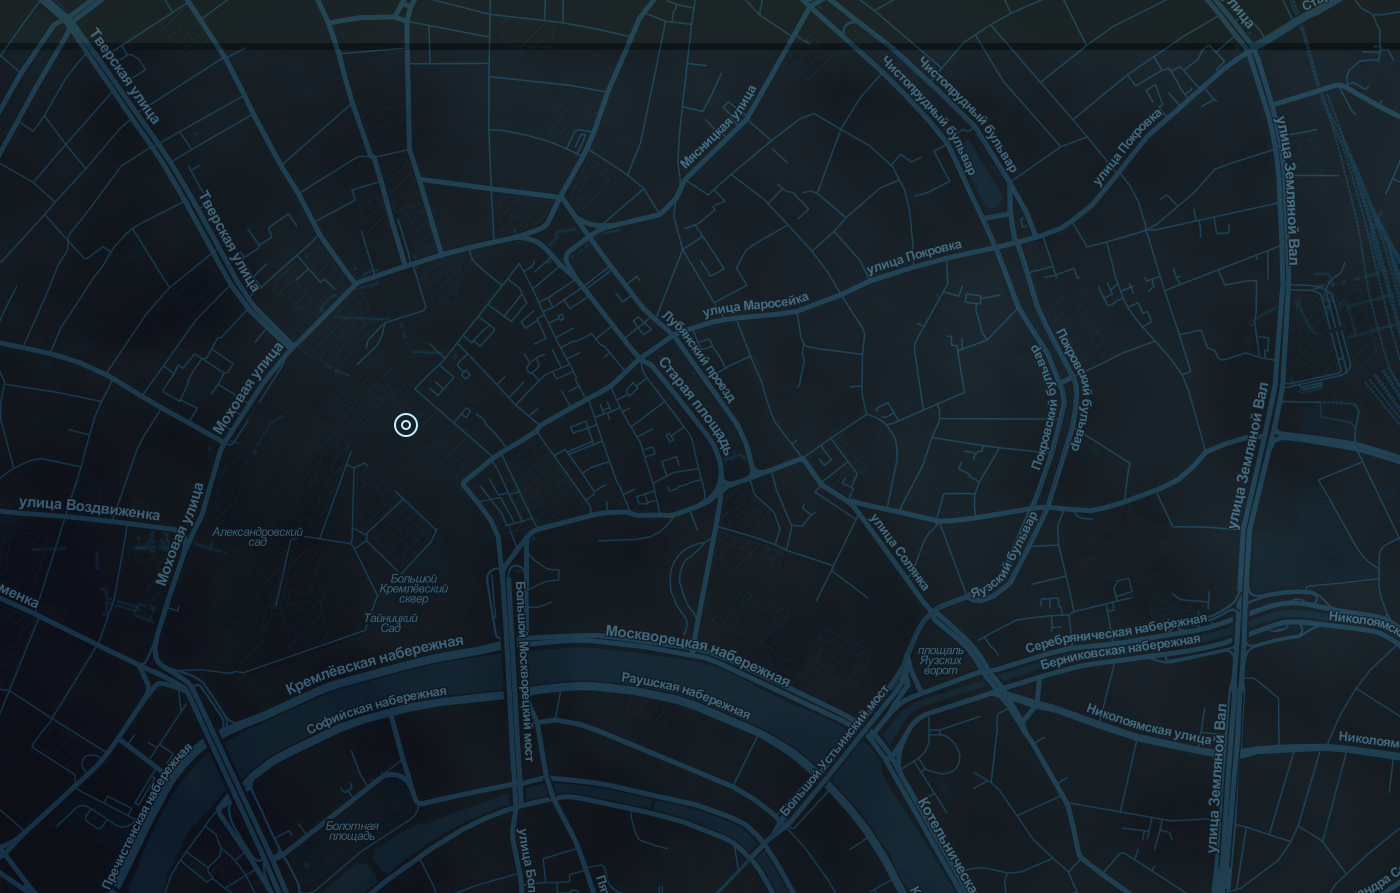 улица
Тверская улица
Чистопрудный бульвар
Чистопрудный бульвар
Мясницкая улица
улица Покровка
улица Земляной Вал
Тверская улица
улица Покровка
улица Маросейка
Лубянский проезд
Старая площадь
Покровский бульвар
Покровский бульвар
Моховая улица
улица Земляной Вал
улица Воздвиженка
Моховая улица
Александровский
сад
улица Солянка
Яузский бульвар
Большой
Кремлёвский
сквер
Тайницкий
Сад
Большой Москворецкий мост
Кремлёвская набережная
Москворецкая набережная
Серебряническая набережная
Берниковская набережная
площадь
Яузских
ворот
Софийская набережная
Раушская набережная
Большой Устьинский мост
Николоямская улица
улица Земляной Вал
Пречистенская набережная
Болотная
площадь